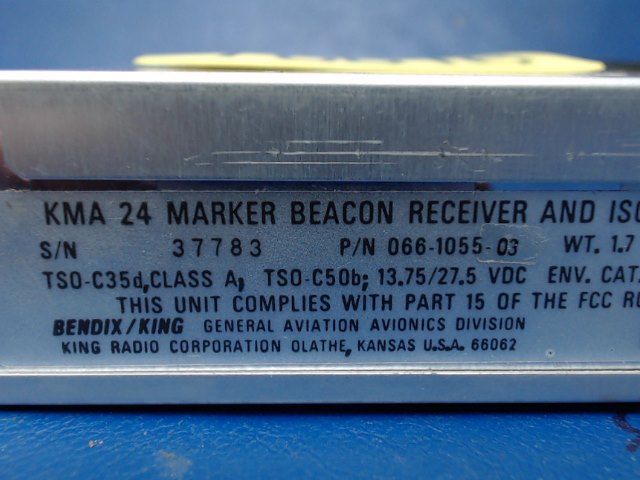 KMA 24 MARKER BEACON RECEIVER AND ISO
S/N 37783 P/N 066-1055-03 WT. 1.7
TSO-C35d, CLASS A, TSO-C50b; 13.75/27.5 VDC ENV. CAT.
THIS UNIT COMPLIES WITH PART 15 OF THE FCC RU
BENDIX/KING GENERAL AVIATION AVIONICS DIVISION
KING RADIO CORPORATION OLATHE, KANSAS U.S.A. 66062